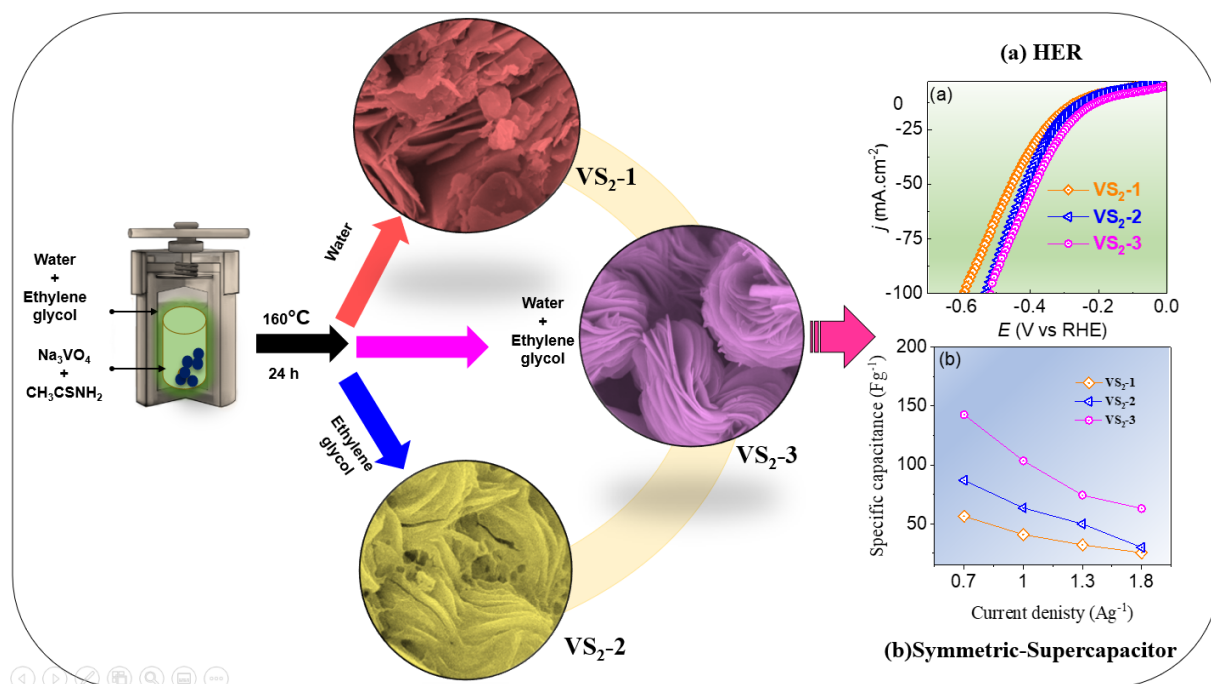 Water
+
Ethylene
glycol
Na₃VO₄
+
CH₃CSNH₂
160°C
24 h
Water
Water
+
Ethylene
glycol
Ethylene
glycol
VS₂-1
VS₂-3
VS₂-2
(a) HER
(a)
0
-25
-50
-75
-100
j (mA.cm⁻²)
VS₂-1
VS₂-2
VS₂-3
-0.6 -0.4 -0.2 0.0
E (V vs RHE)
(b)
200
150
100
50
Specific capacitance (Fg⁻¹)
VS₂-1
VS₂-2
VS₂-3
0.7 1 1.3 1.8
Current denisty (Ag⁻¹)
(b)Symmetric-Supercapacitor